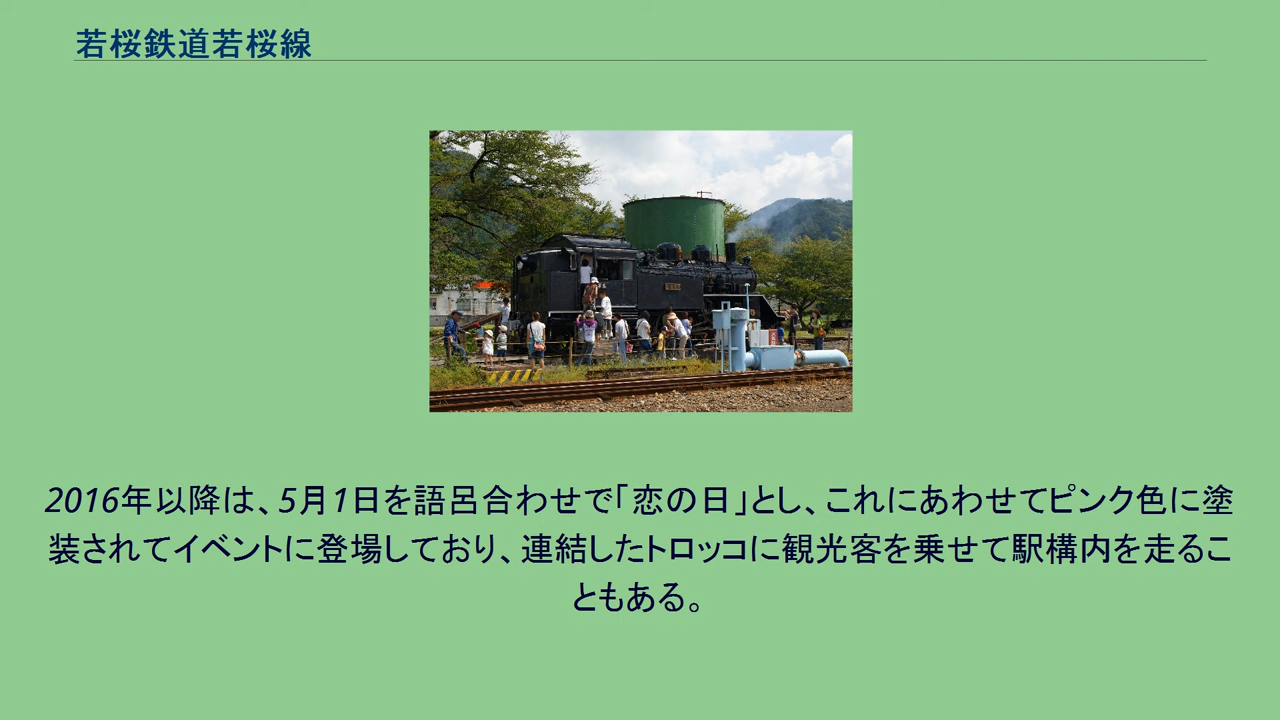 若桜鉄道若桜線
2016年以降は、5月1日を語呂合わせで「恋の日」とし、これにあわせてピンク色に塗
装されてイベントに登場しており、連結したトロッコに観光客を乗せて駅構内を走るこ
ともある。